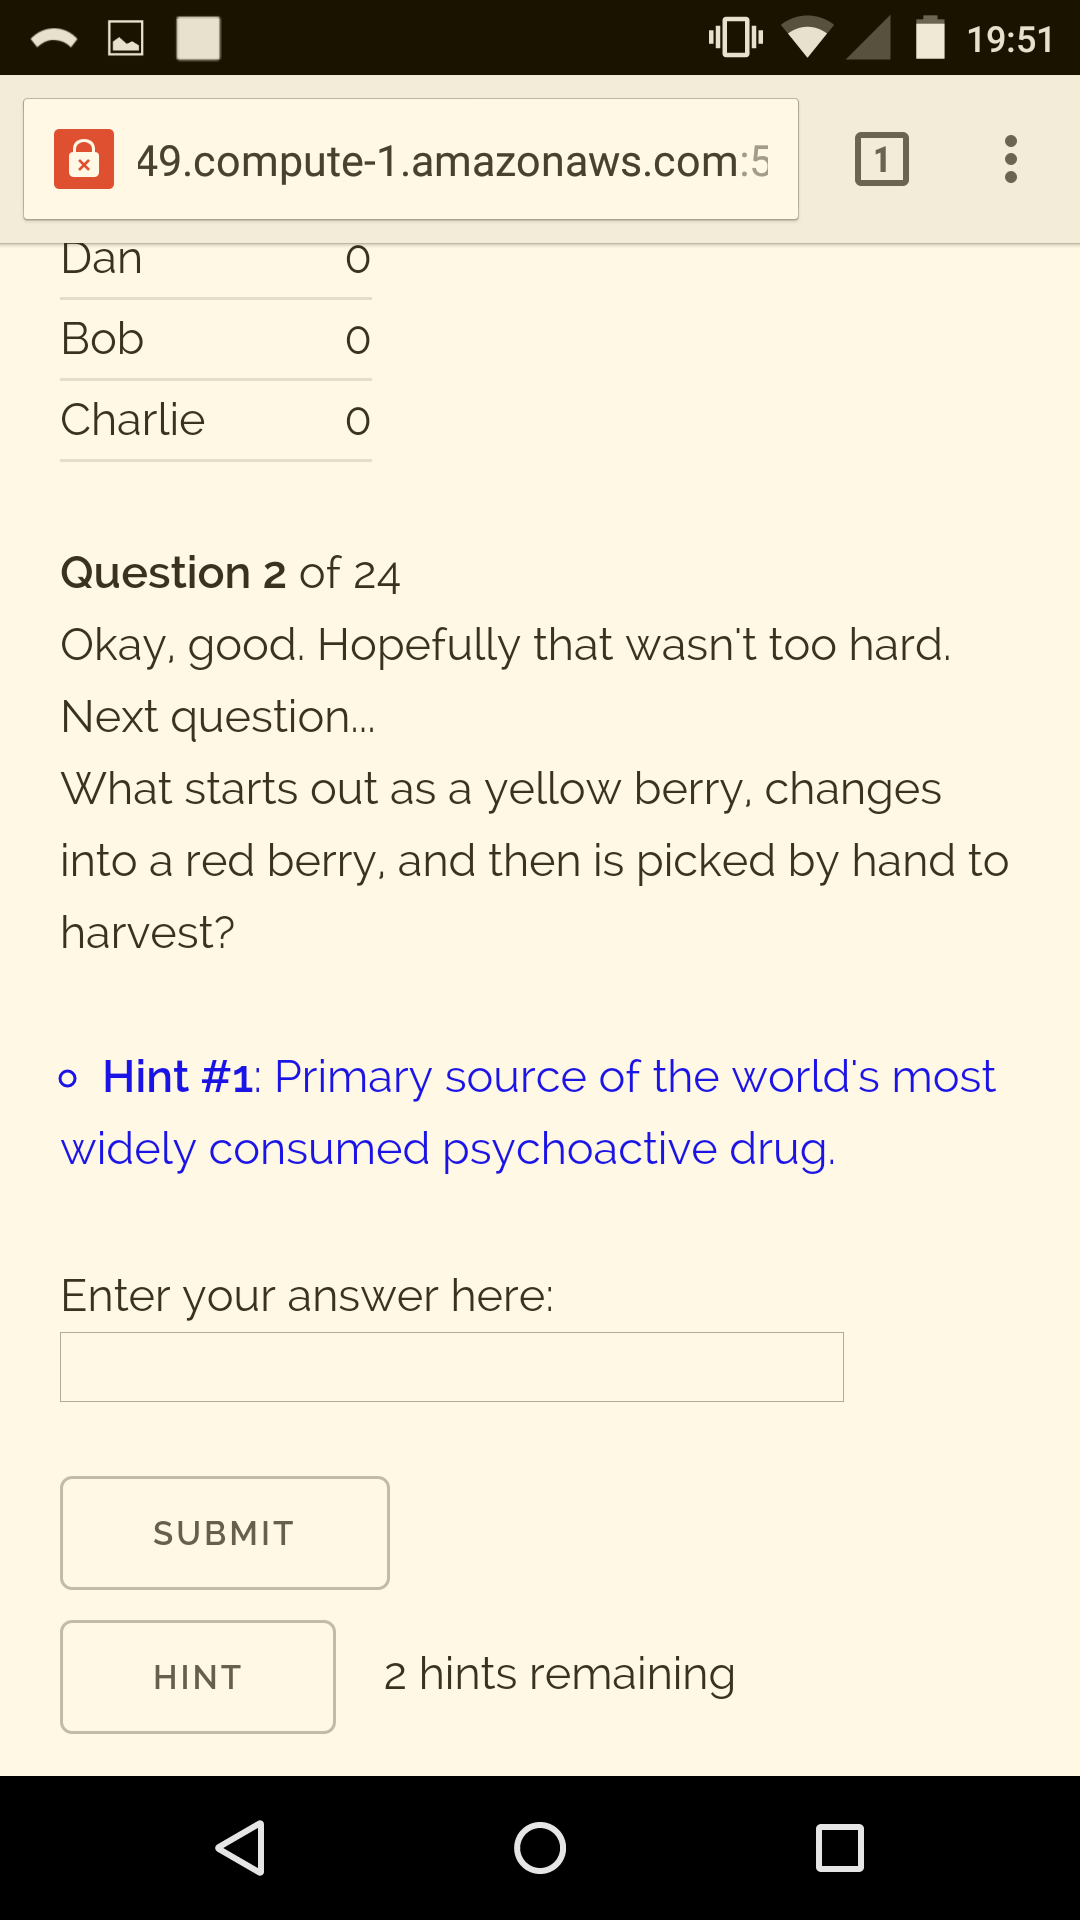 19:51
49.compute-1.amazonaws.com:5
1
Dan 0
Bob 0
Charlie 0
Question 2 of 24
Okay, good. Hopefully that wasn't too hard.
Next question...
What starts out as a yellow berry, changes
into a red berry, and then is picked by hand to
harvest?
Hint #1: Primary source of the world's most
widely consumed psychoactive drug.
Enter your answer here:
SUBMIT
HINT 2 hints remaining